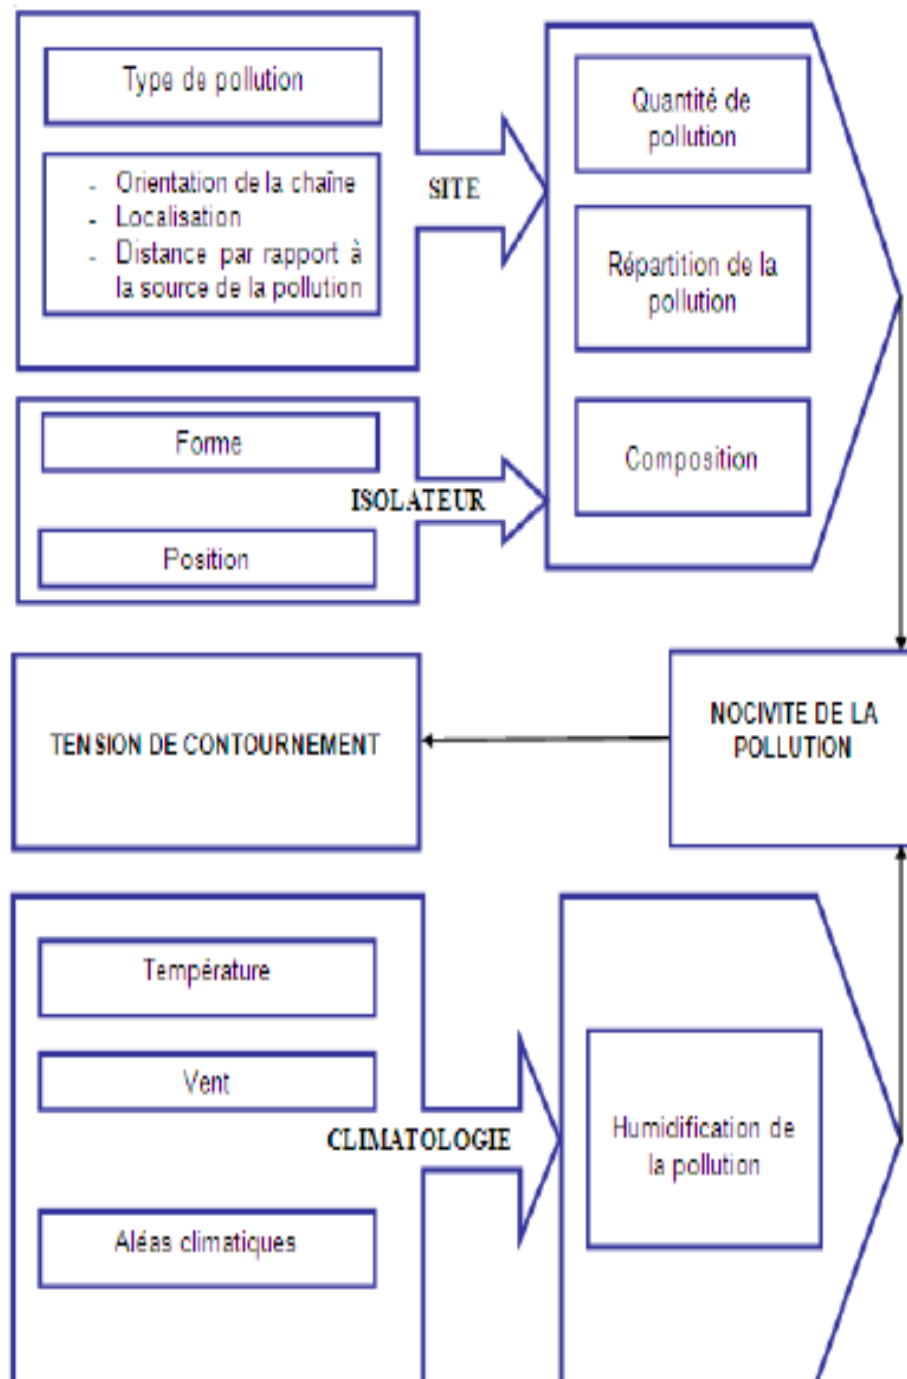 Type de pollution
- Orientation de la chaîne
- Localisation
- Distance par rapport à
la source de la pollution
SITE
Quantité de
pollution
Répartition de la
pollution
Composition
Forme
Position
ISOLATEUR
TENSION DE CONTOURNEMENT
NOCIVITE DE LA
POLLUTION
Température
Vent
Aléas climatiques
CLIMATOLOGIE
Humidification de
la pollution